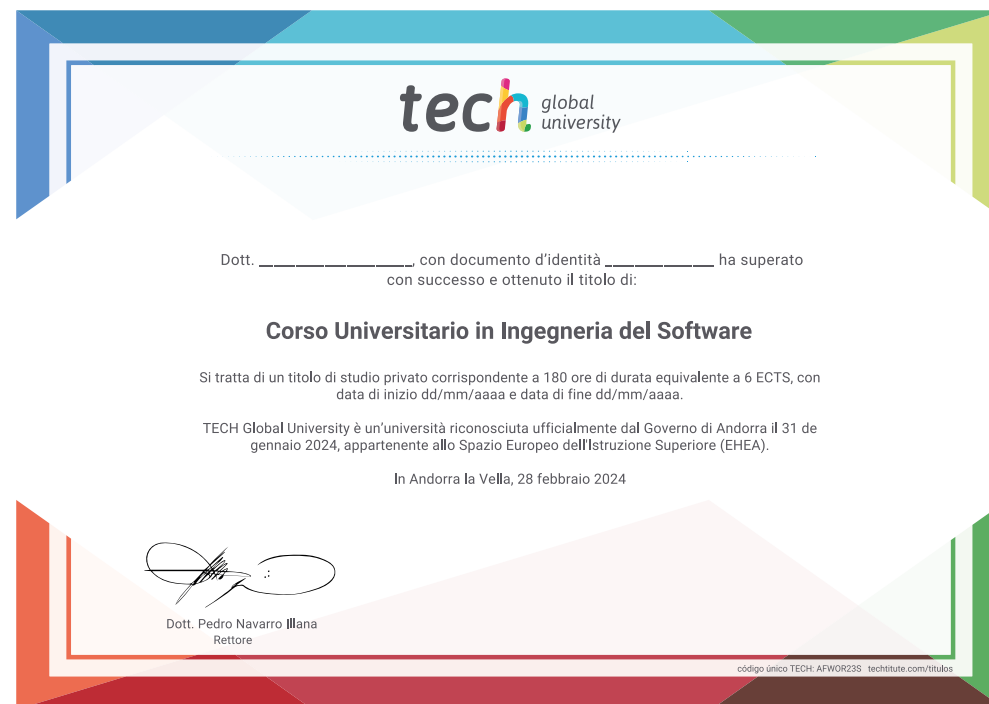 tech global university
Dott. ____________________, con documento d'identità ______________ ha superato
con successo e ottenuto il titolo di:
Corso Universitario in Ingegneria del Software
Si tratta di un titolo di studio privato corrispondente a 180 ore di durata equivalente a 6 ECTS, con
data di inizio dd/mm/aaaa e data di fine dd/mm/aaaa.
TECH Global University è un'università riconosciuta ufficialmente dal Governo di Andorra il 31 de
gennaio 2024, appartenente allo Spazio Europeo dell'Istruzione Superiore (EHEA).
In Andorra la Vella, 28 febbraio 2024
Dott. Pedro Navarro Illana
Rettore
código único TECH: AFWOR23S techtitute.com/titulos